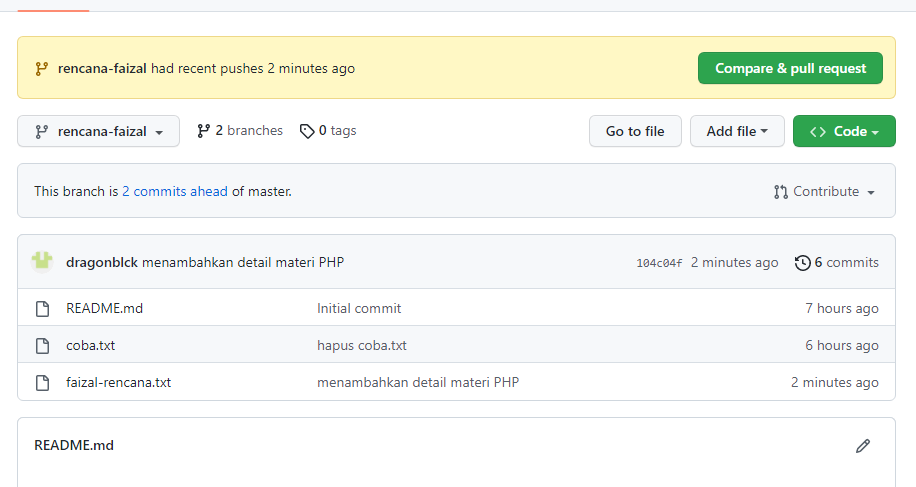 rencana-faizal had recent pushes 2 minutes ago
Compare & pull request
rencana-faizal
2 branches
0 tags
Go to file
Add file
<> Code
This branch is 2 commits ahead of master.
Contribute
dragonblck menambahkan detail materi PHP
104c04f 2 minutes ago
6 commits
README.md
Initial commit
7 hours ago
coba.txt
hapus coba.txt
6 hours ago
faizal-rencana.txt
menambahkan detail materi PHP
2 minutes ago
README.md